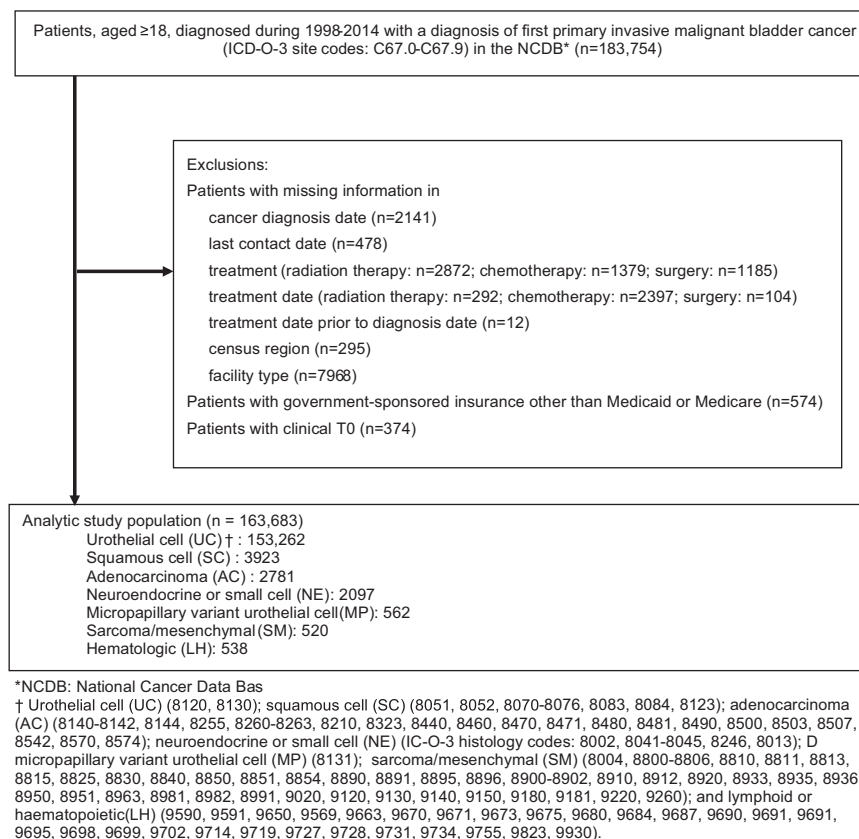 Patients, aged ≥18, diagnosed during 1998-2014 with a diagnosis of first primary invasive malignant bladder cancer
(ICD-O-3 site codes: C67.0-C67.9) in the NCDB* (n=183,754)
Exclusions:
Patients with missing information in
cancer diagnosis date (n=2141)
last contact date (n=478)
treatment (radiation therapy: n=2872; chemotherapy: n=1379; surgery: n=1185)
treatment date (radiation therapy: n=292; chemotherapy: n=2397; surgery: n=104)
treatment date prior to diagnosis date (n=12)
census region (n=295)
facility type (n=7968)
Patients with government-sponsored insurance other than Medicaid or Medicare (n=574)
Patients with clinical T0 (n=374)
Analytic study population (n = 163,683)
Urothelial cell (UC) † : 153,262
Squamous cell (SC) : 3923
Adenocarcinoma (AC) : 2781
Neuroendocrine or small cell (NE): 2097
Micropapillary variant urothelial cell(MP): 562
Sarcoma/mesenchymal(SM): 520
Hematologic (LH): 538
*NCDB: National Cancer Data Bas
† Urothelial cell (UC) (8120, 8130); squamous cell (SC) (8051, 8052, 8070-8076, 8083, 8084, 8123); adenocarcinoma
(AC) (8140-8142, 8144, 8255, 8260-8263, 8210, 8323, 8440, 8460, 8470, 8471, 8480, 8481, 8490, 8500, 8503, 8507,
8542, 8570, 8574); neuroendocrine or small cell (NE) (IC-O-3 histology codes: 8002, 8041-8045, 8246, 8013); D
micropapillary variant urothelial cell (MP) (8131); sarcoma/mesenchymal (SM) (8004, 8800-8806, 8810, 8811, 8813,
8815, 8825, 8830, 8840, 8850, 8851, 8854, 8890, 8891, 8895, 8896, 8900-8902, 8910, 8912, 8920, 8933, 8935, 8936
8950, 8951, 8963, 8981, 8982, 8991, 9020, 9120, 9130, 9140, 9150, 9180, 9181, 9220, 9260); and lymphoid or
haematopoietic(LH) (9590, 9591, 9650, 9569, 9663, 9670, 9671, 9673, 9675, 9680, 9684, 9687, 9690, 9691, 9691,
9695, 9698, 9699, 9702, 9714, 9719, 9727, 9728, 9731, 9734, 9755, 9823, 9930).